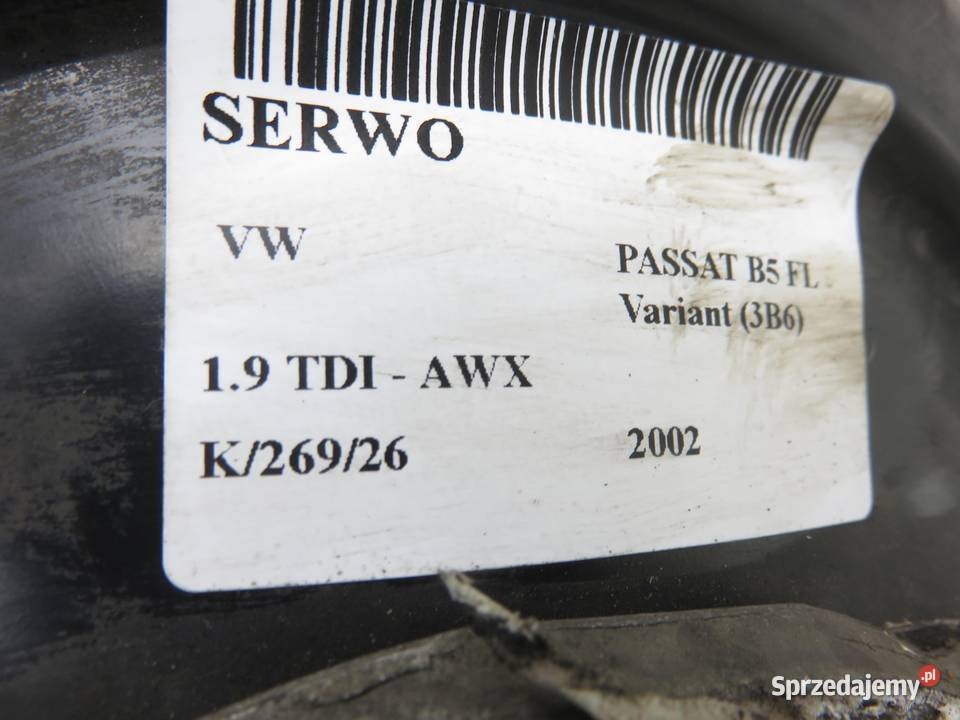 SERWO
VW
PASSAT B5 FL
Variant (3B6)
1.9 TDI - AWX
K/269/26
2002
Sprzedajemy.pl